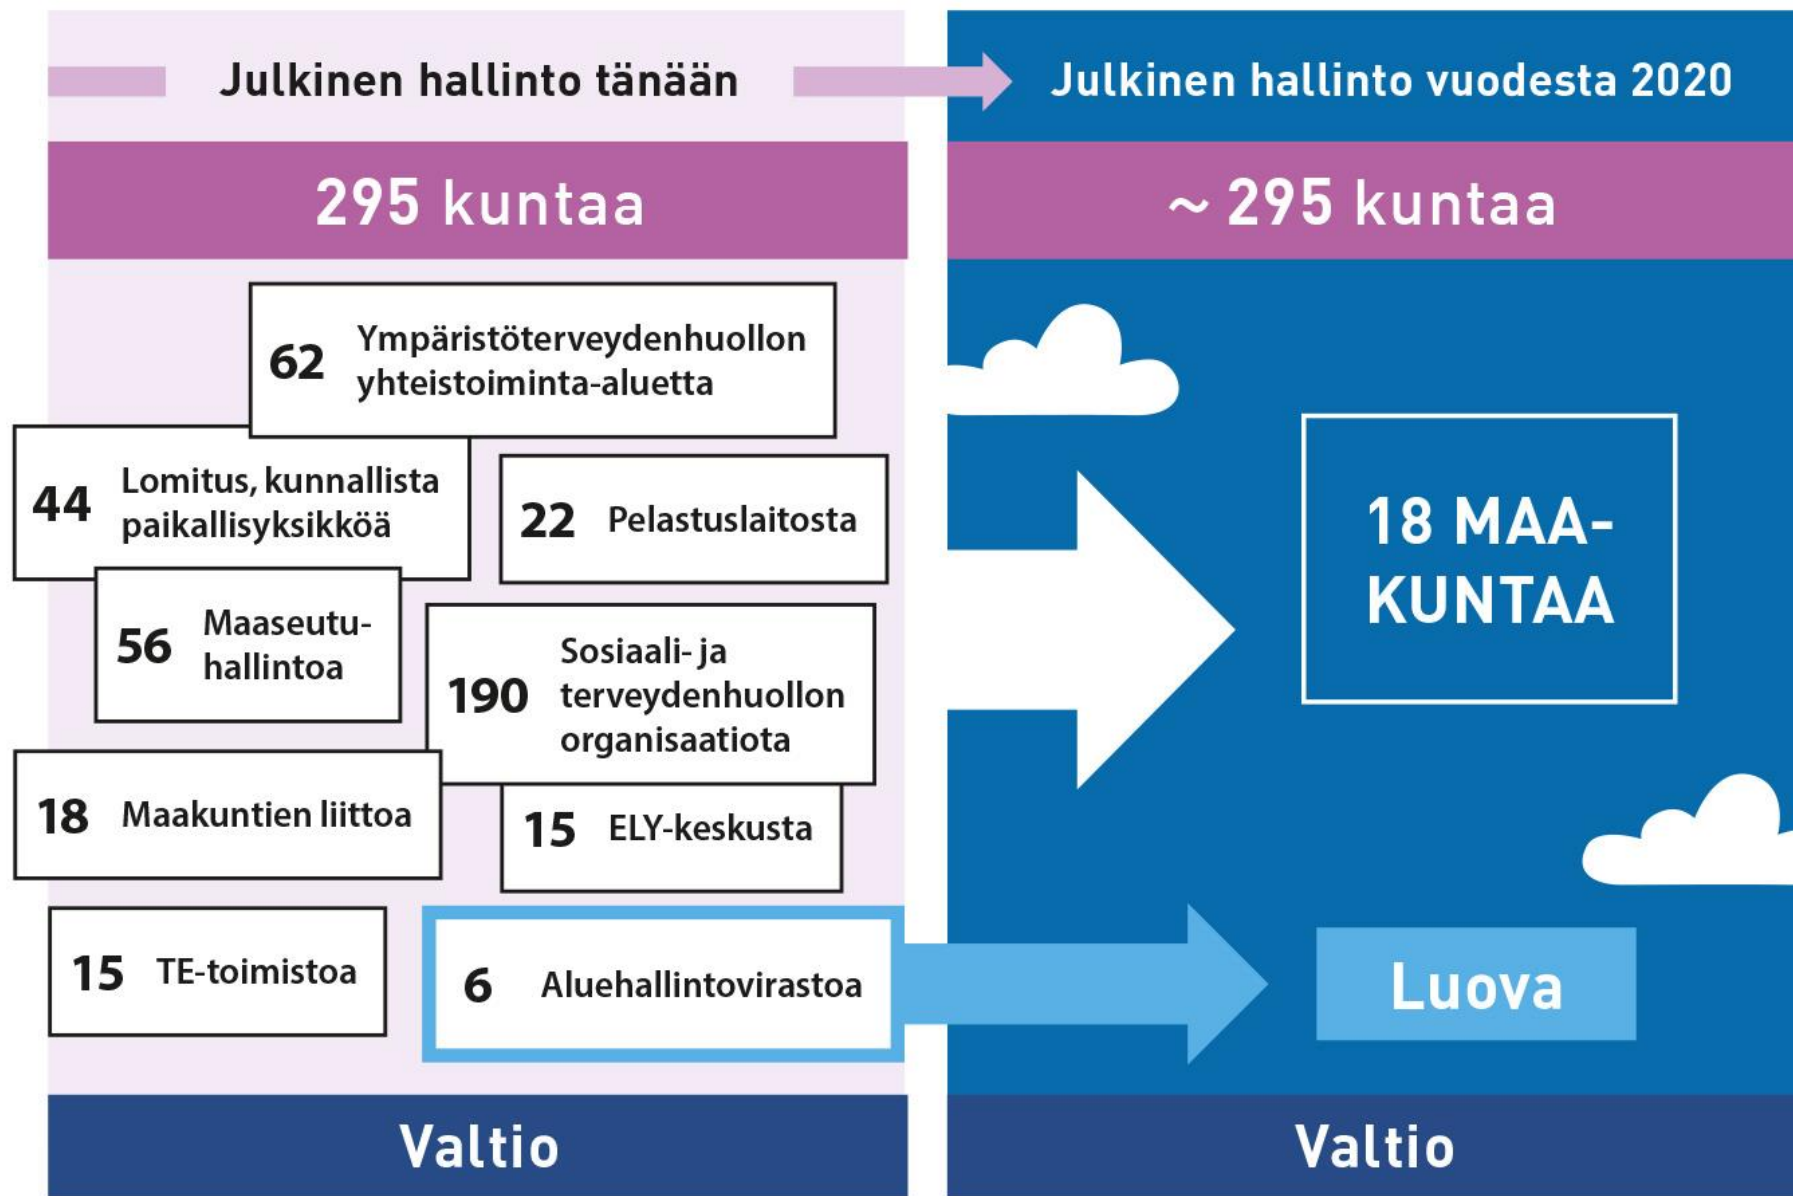 Julkinen hallinto tänään
295 kuntaa
62 Ympäristöterveydenhuollon
yhteistoiminta-aluetta
44 Lomitus, kunnallista
paikallisyksikköä
22 Pelastuslaitosta
56 Maaseutu-
hallintoa
190 Sosiaali- ja
terveydenhuollon
organisaatiota
18 Maakuntien liittoa
15 ELY-keskusta
15 TE-toimistoa
6 Aluehallintovirastoa
Valtio
Julkinen hallinto vuodesta 2020
~ 295 kuntaa
18 MAA-
KUNTAA
Luova
Valtio